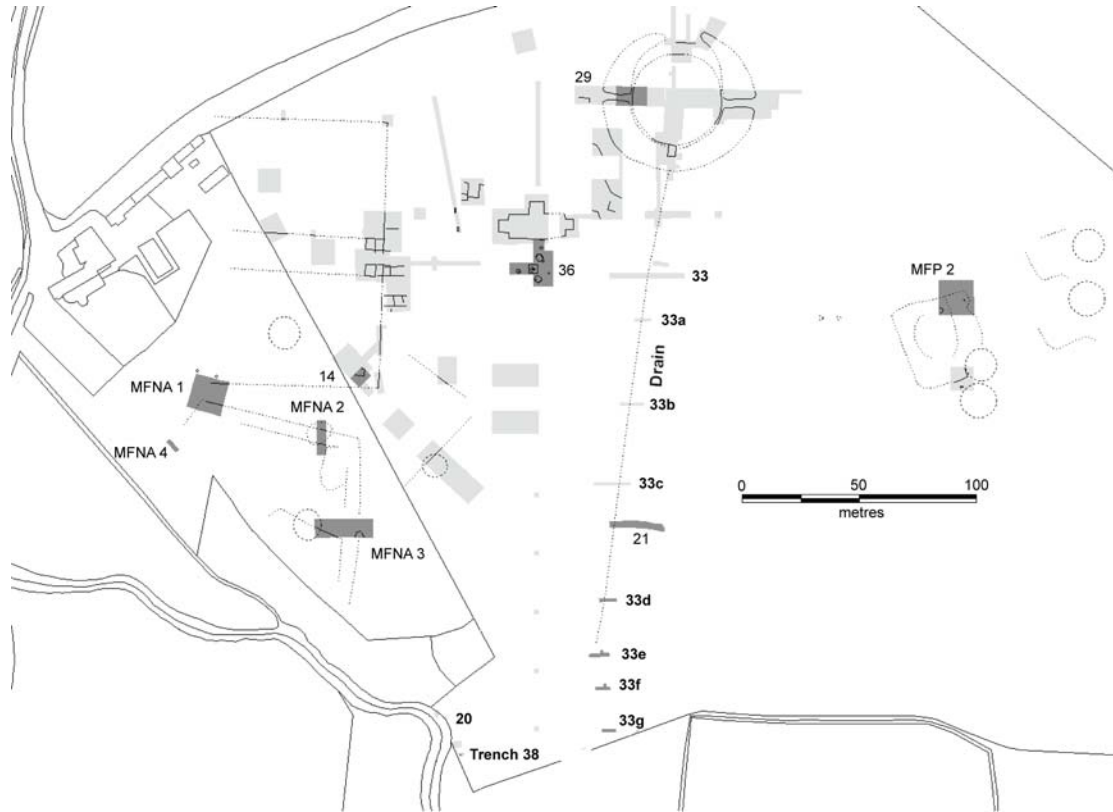 29
36
33
MFP 2
33a
Drain
14
MFNA 1
MFNA 2
33b
MFNA 4
33c
0 50 100
metres
21
MFNA 3
33d
33e
33f
20
33g
Trench 38